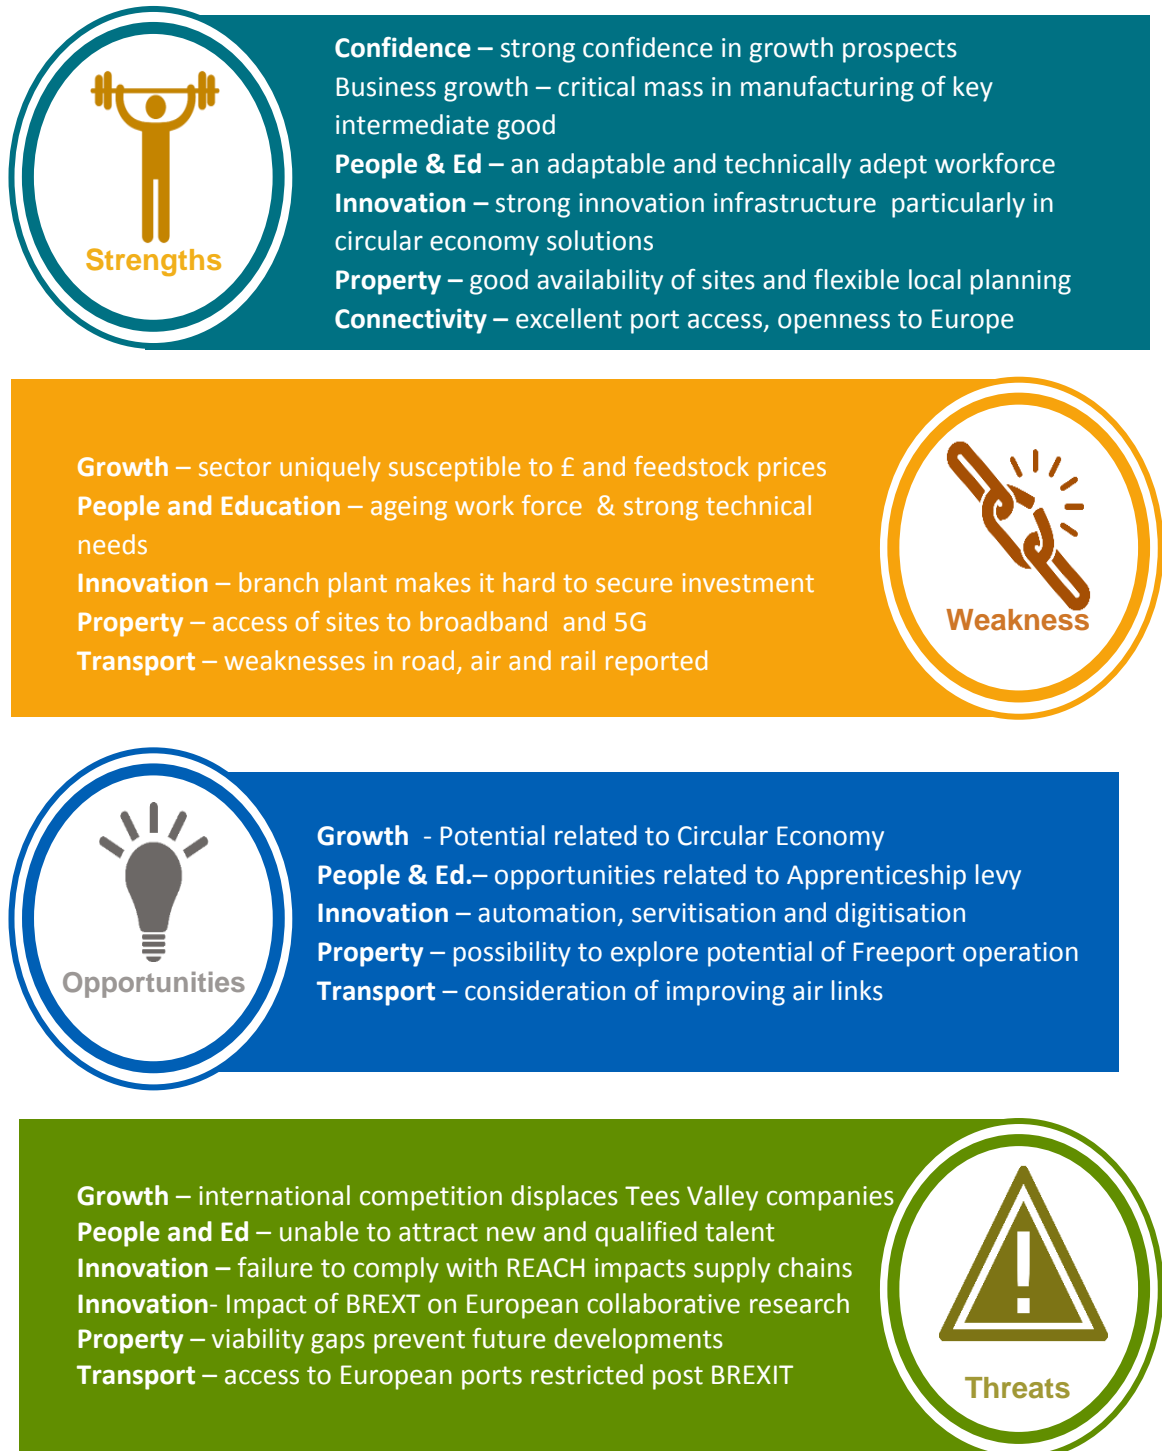 Confidence – strong confidence in growth prospects
Business growth – critical mass in manufacturing of key
intermediate good
People & Ed – an adaptable and technically adept workforce
Innovation – strong innovation infrastructure  particularly in
circular economy solutions
Property – good availability of sites and flexible local planning
Connectivity – excellent port access, openness to Europe
Strengths
Growth – sector uniquely susceptible to £ and feedstock prices
People and Education – ageing work force  & strong technical
needs
Innovation – branch plant makes it hard to secure investment
Property – access of sites to broadband  and 5G
Transport – weaknesses in road, air and rail reported
Weakness
Growth  - Potential related to Circular Economy
People & Ed.– opportunities related to Apprenticeship levy
Innovation – automation, servitisation and digitisation
Property – possibility to explore potential of Freeport operation
Transport – consideration of improving air links
Opportunities
Growth – international competition displaces Tees Valley companies
People and Ed – unable to attract new and qualified talent
Innovation – failure to comply with REACH impacts supply chains
Innovation- Impact of BREXT on European collaborative research
Property – viability gaps prevent future developments
Transport – access to European ports restricted post BREXIT
Threats